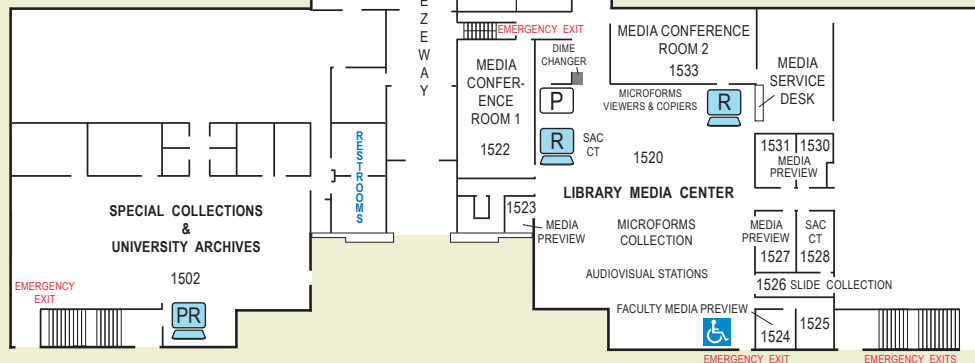 EZEWAY
EMERGENCY EXIT
DIME
CHANGER
MEDIA CONFERENCE
ROOM 2
1533
MEDIA
SERVICE
DESK
MEDIA
CONFER-
ENCE
ROOM 1
1522
P
MICROFORMS
VIEWERS & COPIERS
R
R
SAC
CT
1520
1531
1530
MEDIA
PREVIEW
RESTROOMS
LIBRARY MEDIA CENTER
SPECIAL COLLECTIONS
&
UNIVERSITY ARCHIVES
1502
1523
MEDIA
PREVIEW
MICROFORMS
COLLECTION
MEDIA
PREVIEW
1527
SAC
CT
1528
AUDIOVISUAL STATIONS
1526 SLIDE COLLECTION
EMERGENCY
EXIT
PR
FACULTY MEDIA PREVIEW
1524
1525
EMERGENCY EXIT
EMERGENCY EXITS